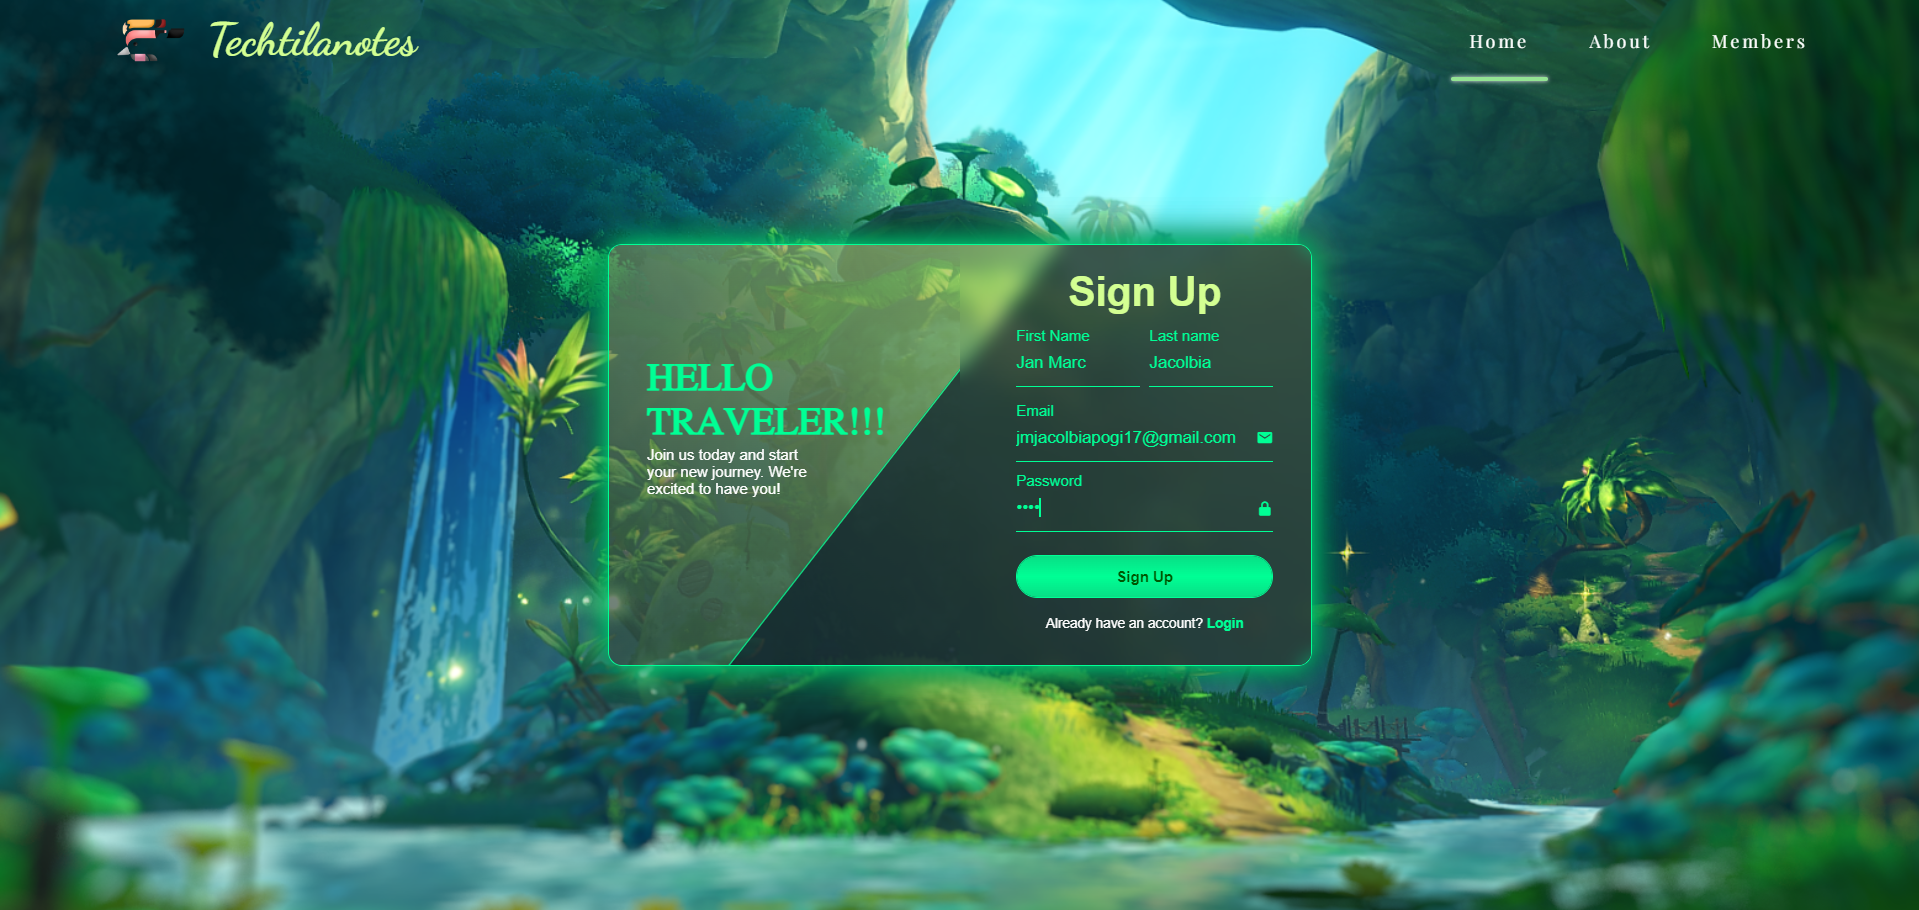 Techtilanotes
Home About Members
HELLO
TRAVELER!!!
Join us today and start
your new journey. We're
excited to have you!
Sign Up
First Name Last name
Jan Marc Jacolbia
Email
jmjacolbiapogi17@gmail.com
Password
••••
Sign Up
Already have an account? Login